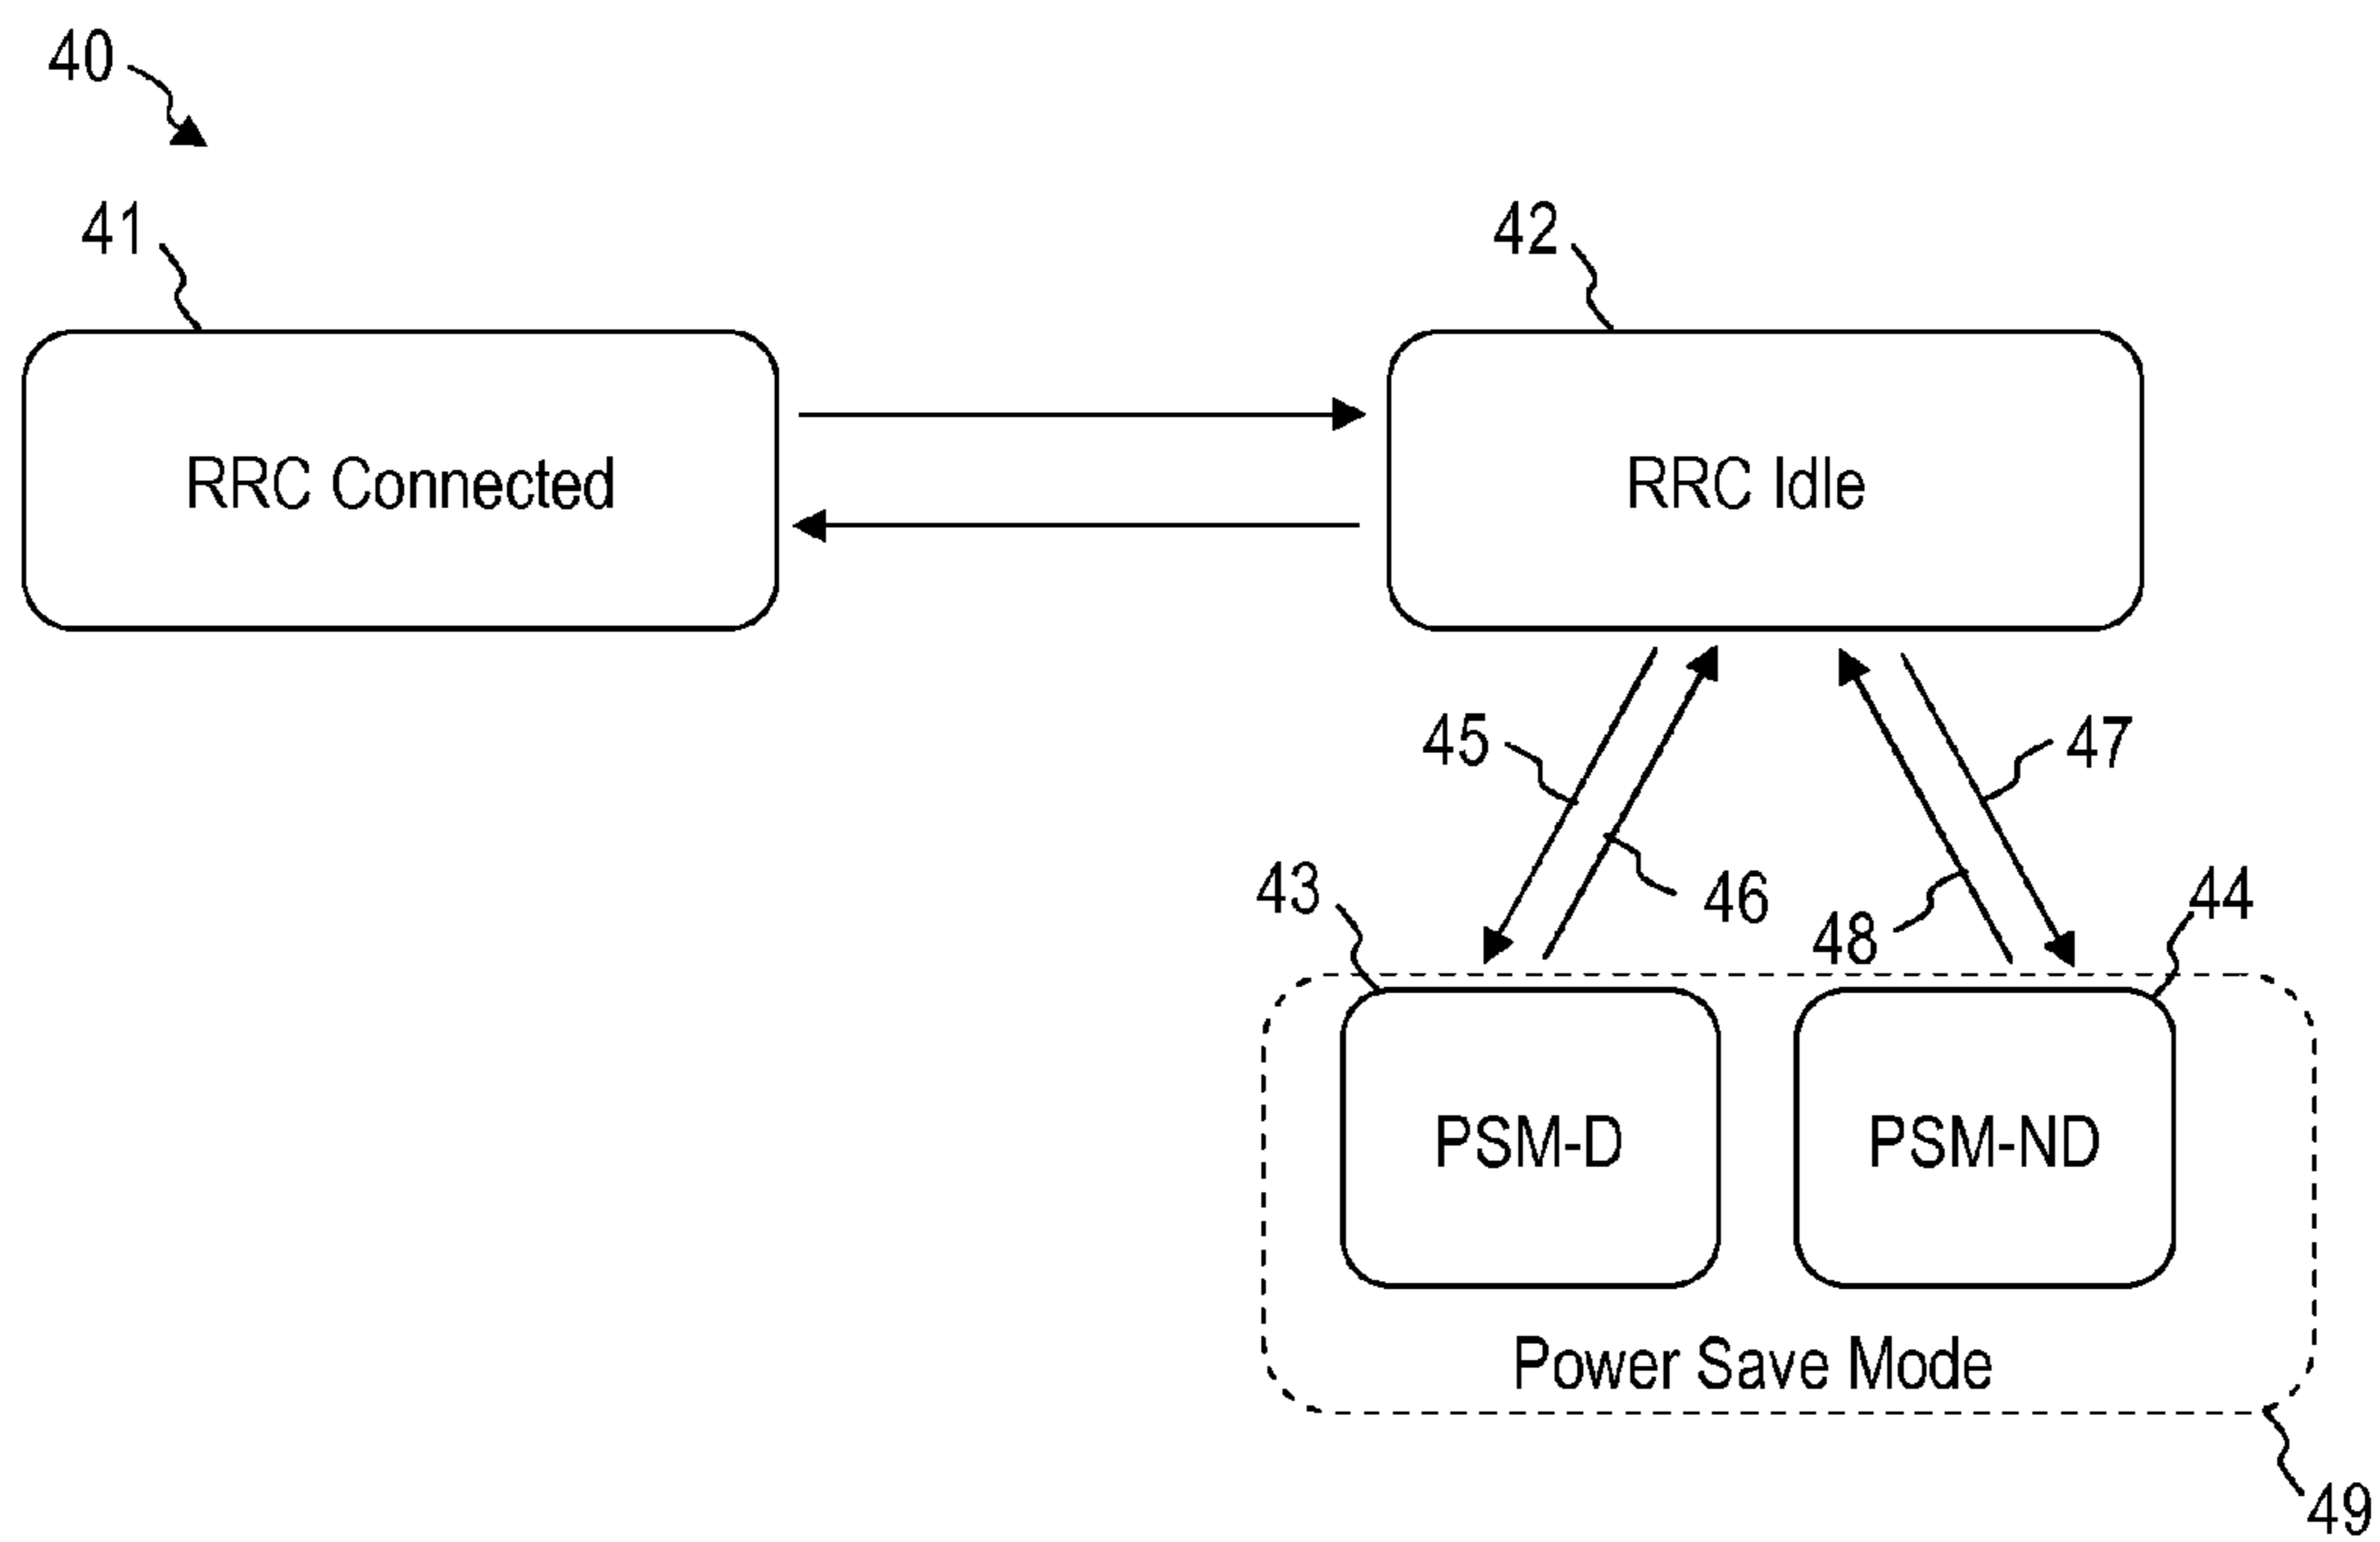 40
41
42
RRC Connected
RRC Idle
45
47
43
46
48
44
PSM-D
PSM-ND
Power Save Mode
49